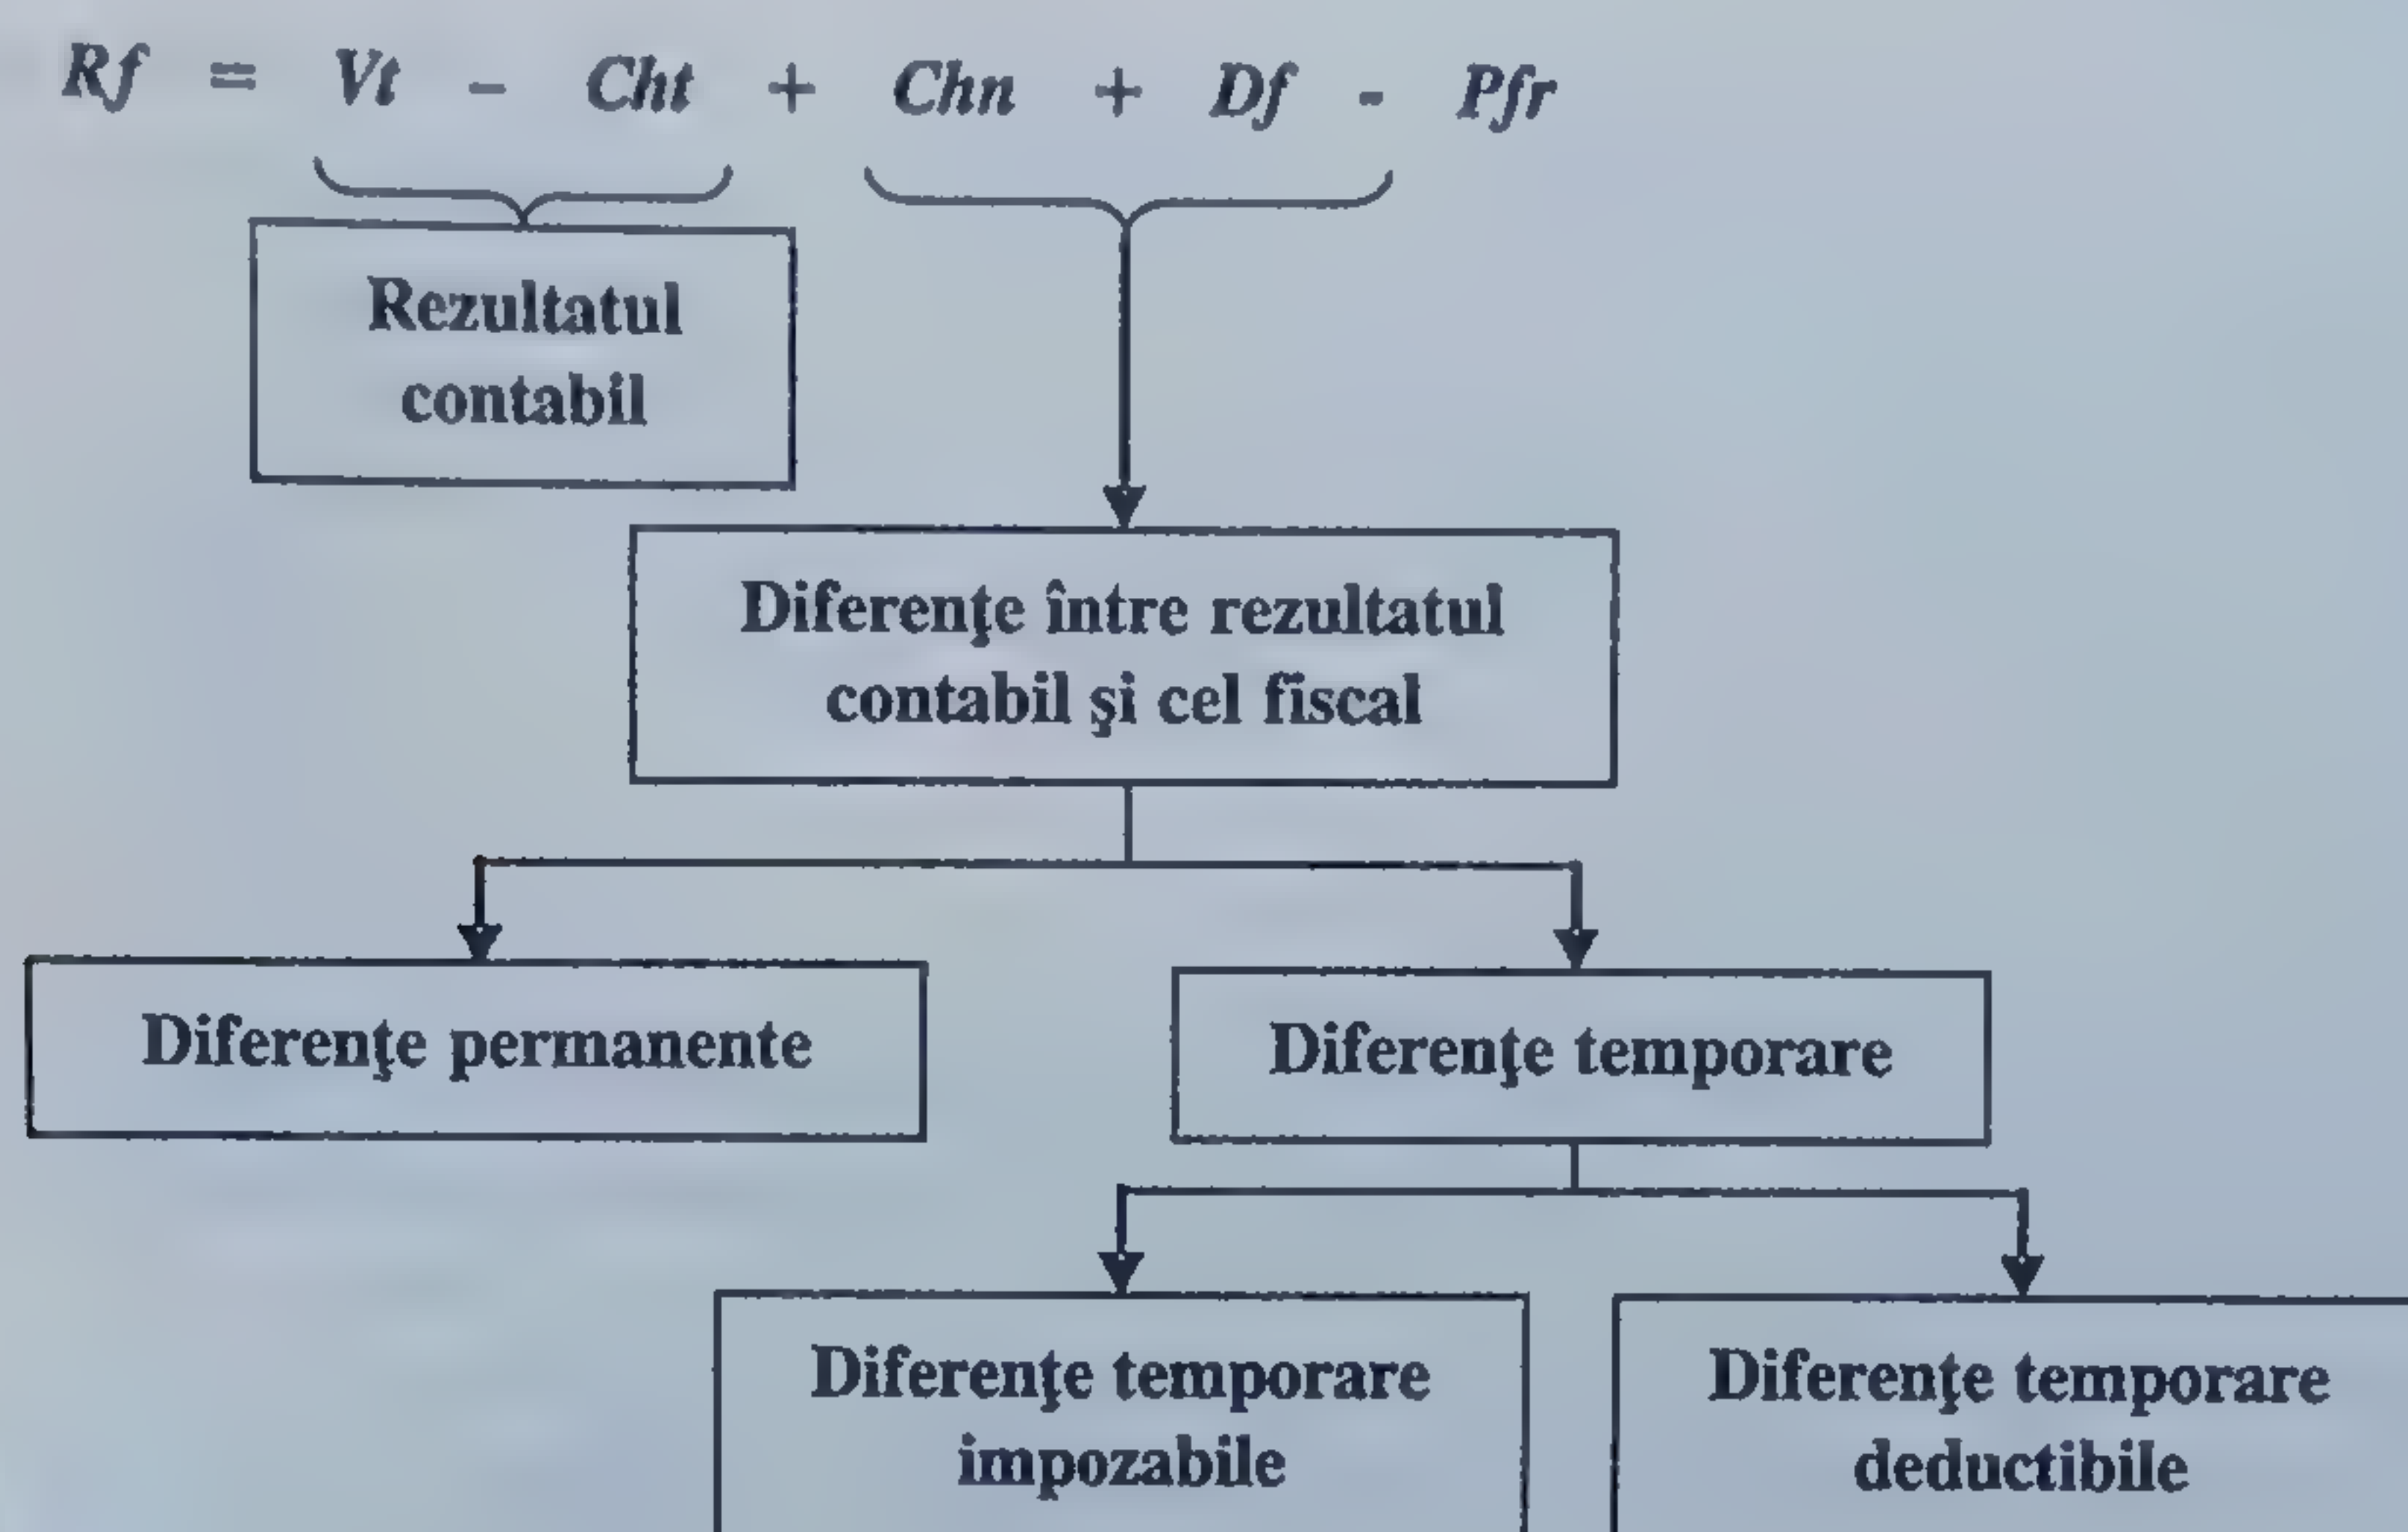 Rf = Vt – Cht + Chn + Df - Pfr
Rezultatul
contabil
Diferenţe între rezultatul
contabil şi cel fiscal
Diferenţe permanente
Diferenţe temporare
Diferenţe temporare
impozabile
Diferenţe temporare
deductibile